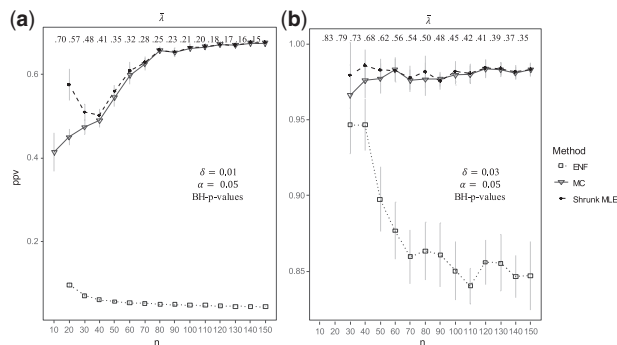 (a)
λ̄
.70 .57 .48 .41 .35 .32 .28 .25 .23 .21 .20 .18 .17 .16 .15
ppv
0.6
0.4
0.2
δ = 0.01
α = 0.05
BH-p-values
10 20 30 40 50 60 70 80 90 100 110 120 130 140 150
n
(b)
λ̄
.83 .79 .73 .68 .62 .56 .54 .50 .48 .45 .42 .41 .39 .37 .35
1.00
0.95
0.90
0.85
δ = 0.03
α = 0.05
BH-p-values
10 20 30 40 50 60 70 80 90 100 110 120 130 140 150
n
Method
ENF
MC
Shrunk MLE